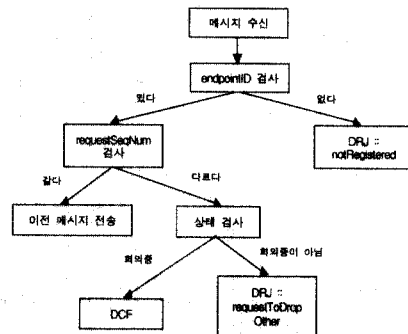 메시지 수신
endpointID 검사
있다
없다
requestSeqNum
검사
DRJ ::
notRegistered
같다
다르다
이전 메시지 전송
상태 검사
회의중
회의중이 아님
DCF
DRJ ::
requestToDrop
Other